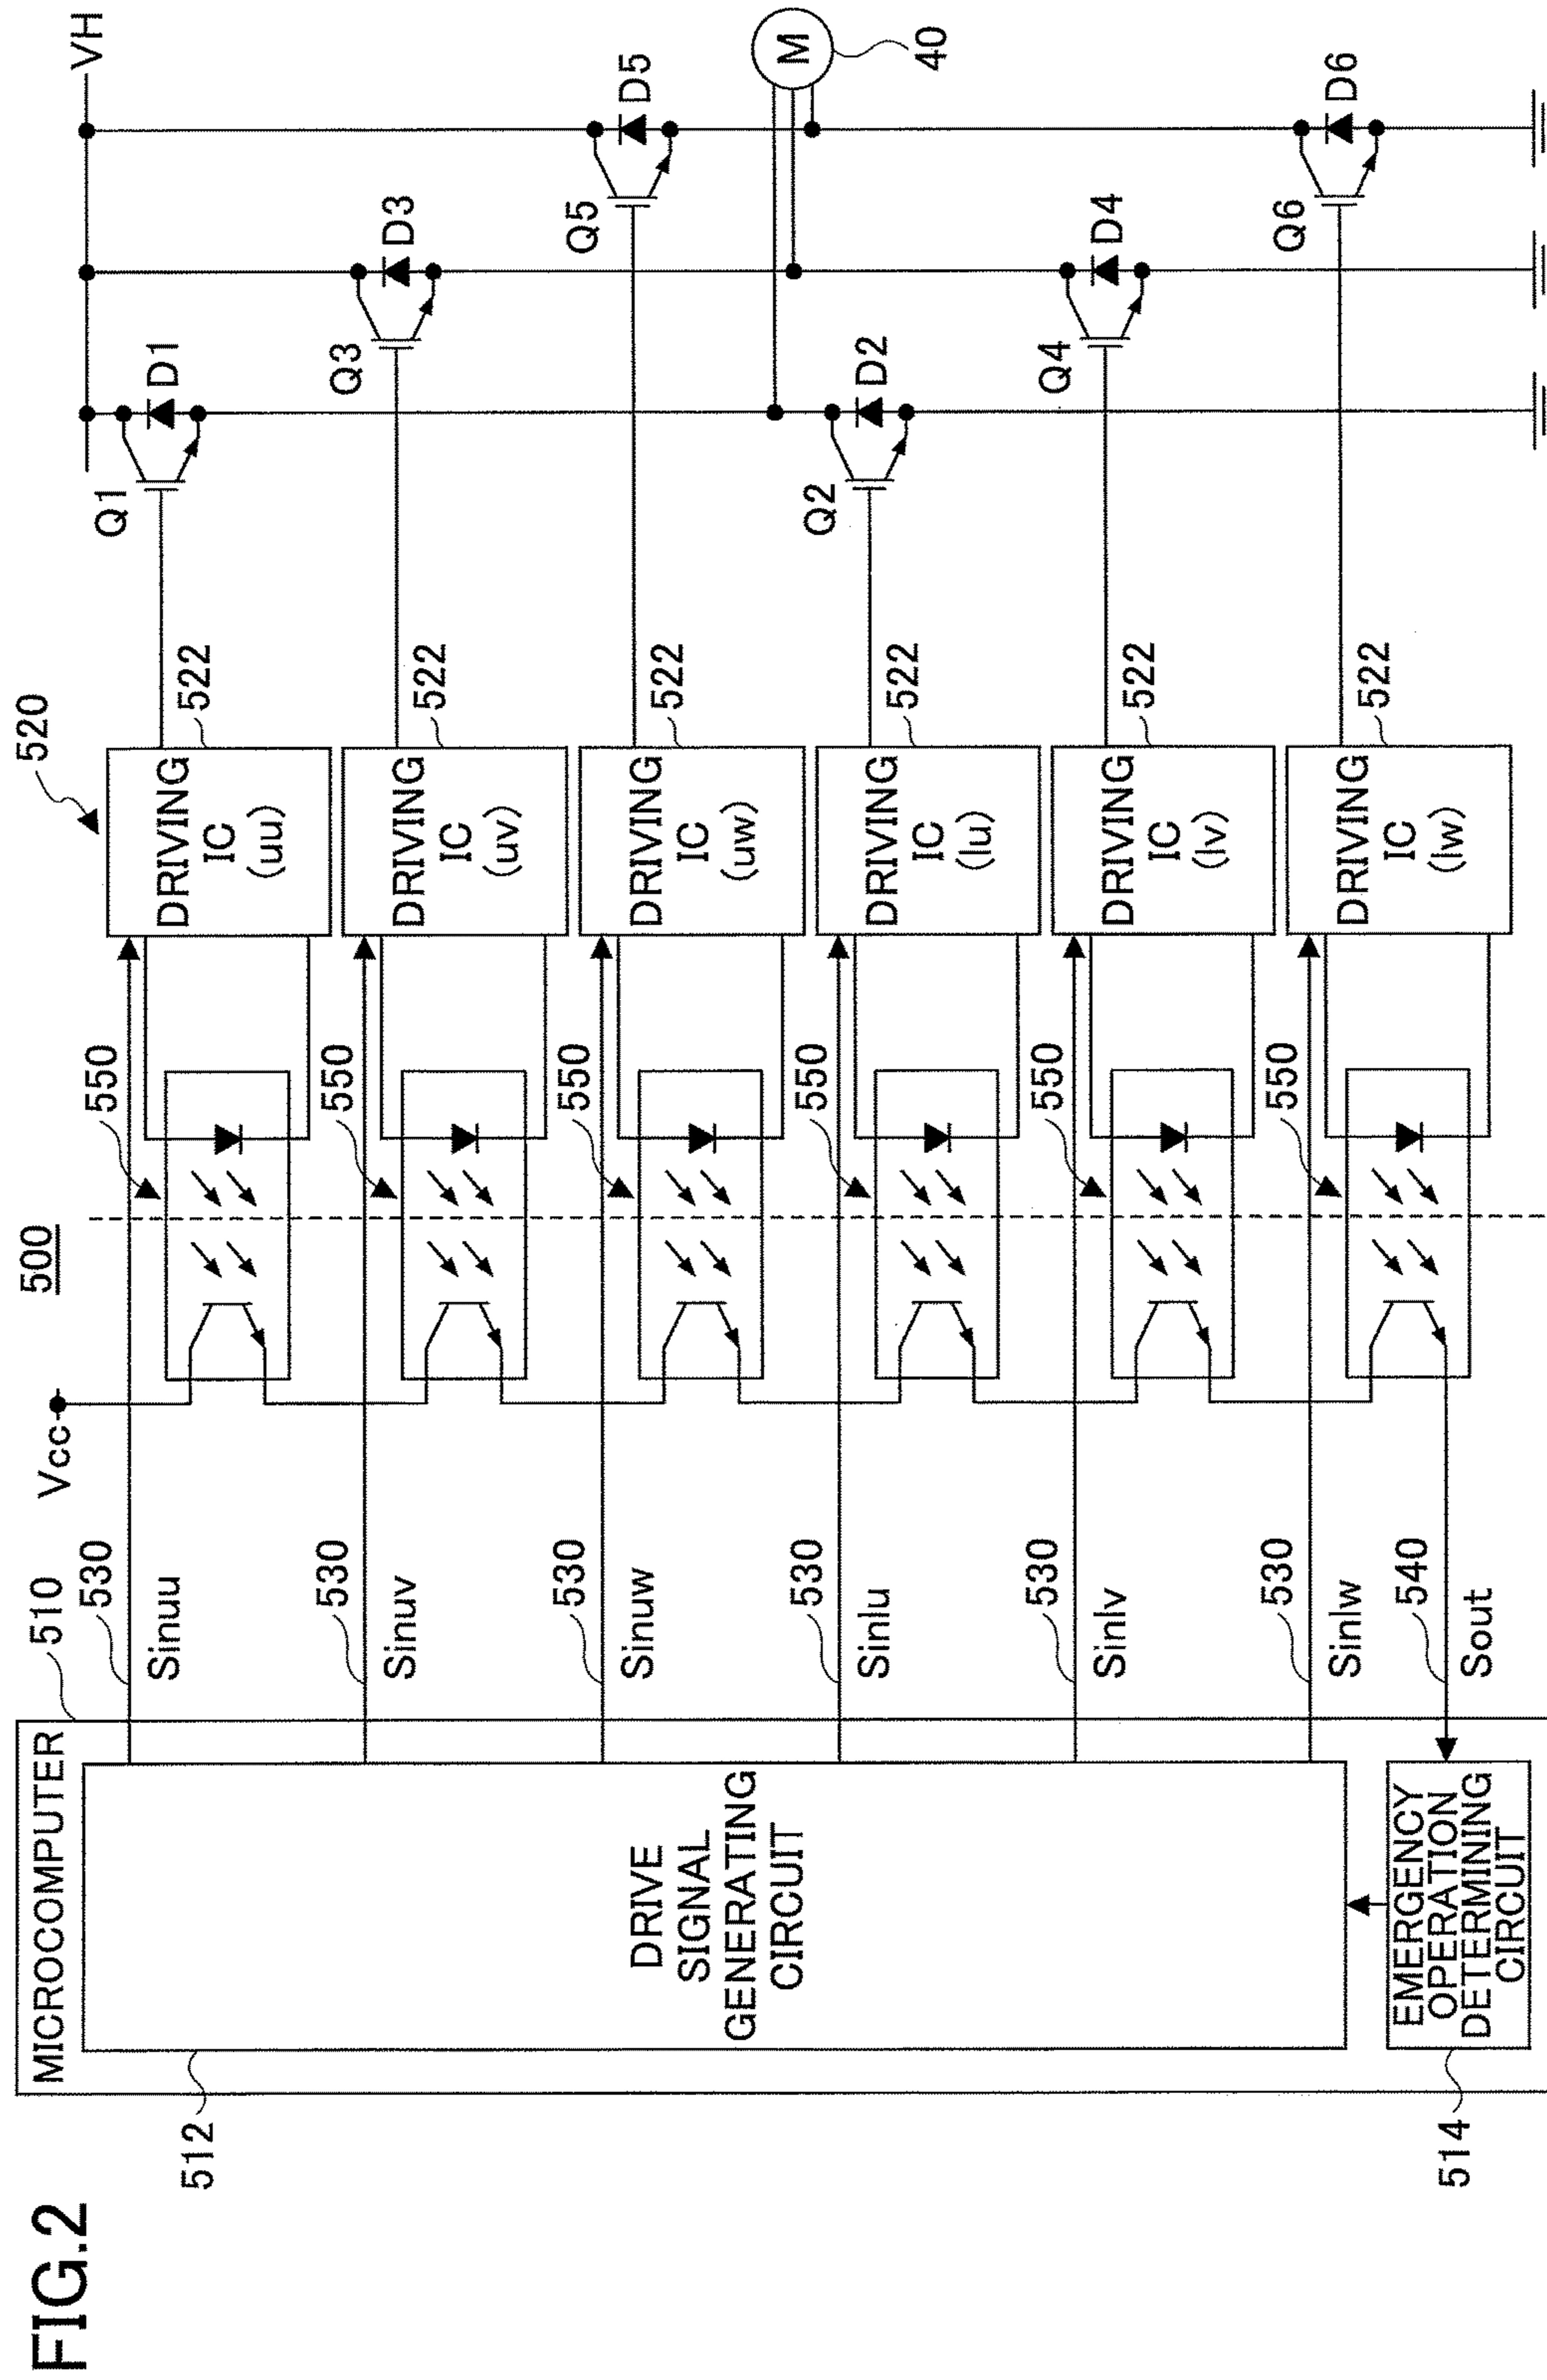 FIG.2
500
MICROCOMPUTER
510
512
DRIVE
SIGNAL
GENERATING
CIRCUIT
514
EMERGENCY
OPERATION
DETERMINING
CIRCUIT
Vcc
530
Sinuu
530
Sinuv
530
Sinuw
530
Sinlu
530
Sinlv
530
Sinlw
540
Sout
550
550
550
550
550
550
520
DRIVING
IC
(uu)
522
DRIVING
IC
(uv)
522
DRIVING
IC
(uw)
522
DRIVING
IC
(lu)
522
DRIVING
IC
(lv)
522
DRIVING
IC
(lw)
522
VH
Q1
D1
Q3
D3
Q5
D5
M
40
Q2
D2
Q4
D4
Q6
D6